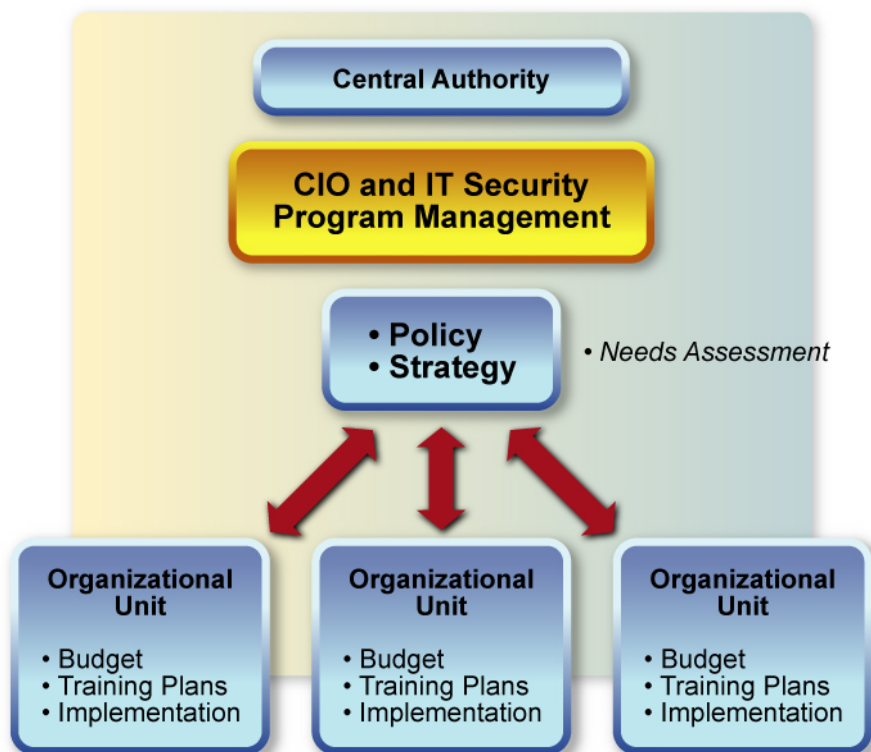 Central Authority
CIO and IT Security
Program Management
• Policy
• Strategy
• Needs Assessment
Organizational
Unit
• Budget
• Training Plans
• Implementation
Organizational
Unit
• Budget
• Training Plans
• Implementation
Organizational
Unit
• Budget
• Training Plans
• Implementation